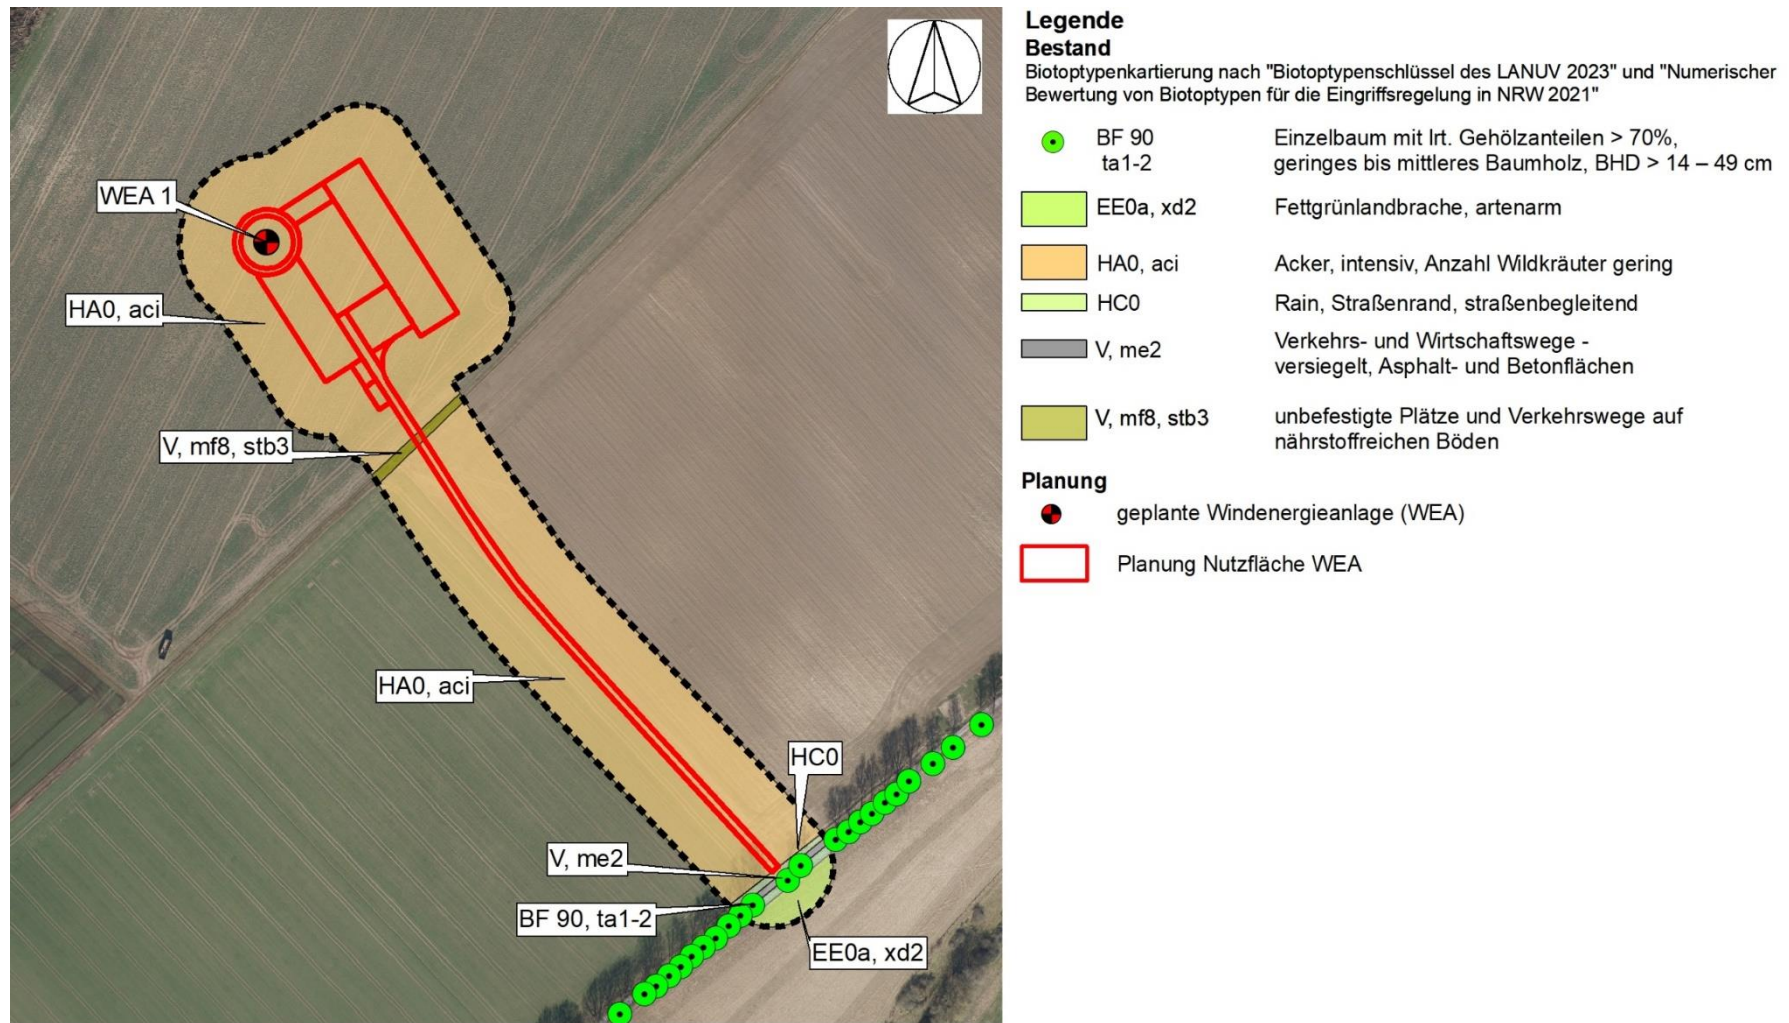 WEA 1
HA0, aci
V, mf8, stb3
HA0, aci
HC0
V, me2
BF 90, ta1-2
EE0a, xd2
Legende
Bestand
Biotoptypenkartierung nach "Biotoptypenschlüssel des LANUV 2023" und "Numerischer
Bewertung von Biotoptypen für die Eingriffsregelung in NRW 2021"
BF 90 Einzelbaum mit lrt. Gehölzanteilen > 70%,
ta1-2 geringes bis mittleres Baumholz, BHD > 14 – 49 cm
EE0a, xd2 Fettgrünlandbrache, artenarm
HA0, aci Acker, intensiv, Anzahl Wildkräuter gering
HC0 Rain, Straßenrand, straßenbegleitend
V, me2 Verkehrs- und Wirtschaftswege -
versiegelt, Asphalt- und Betonflächen
V, mf8, stb3 unbefestigte Plätze und Verkehrswege auf
nährstoffreichen Böden
Planung
geplante Windenergieanlage (WEA)
Planung Nutzfläche WEA